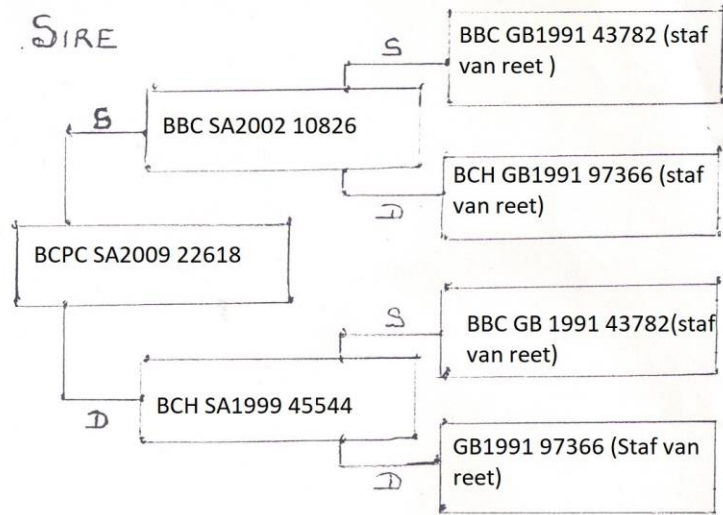 SIRE
S
BBC GB1991 43782 (staf
van reet )
S
BBC SA2002 10826
BCH GB1991 97366 (staf
van reet)
D
BCPC SA2009 22618
S
BBC GB 1991 43782(staf
van reet)
D
BCH SA1999 45544
GB1991 97366 (Staf van
reet)
D